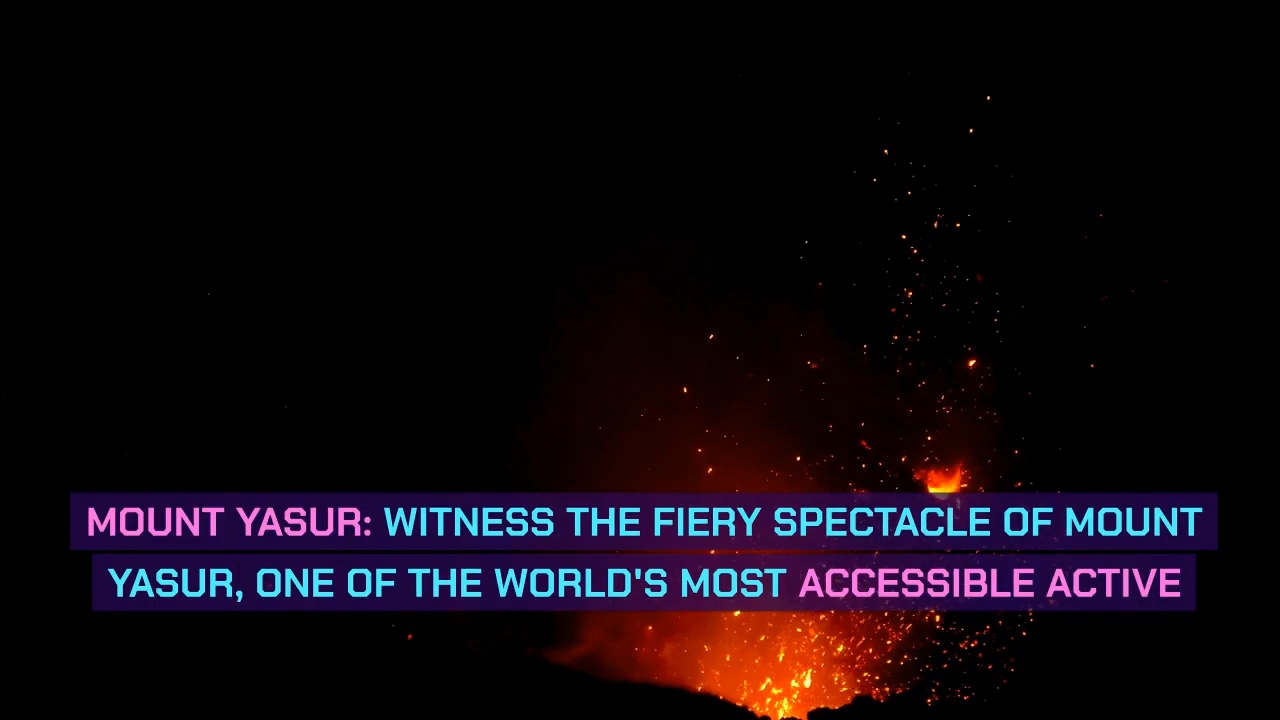 MOUNT YASUR: WITNESS THE FIERY SPECTACLE OF MOUNT
YASUR, ONE OF THE WORLD'S MOST ACCESSIBLE ACTIVE